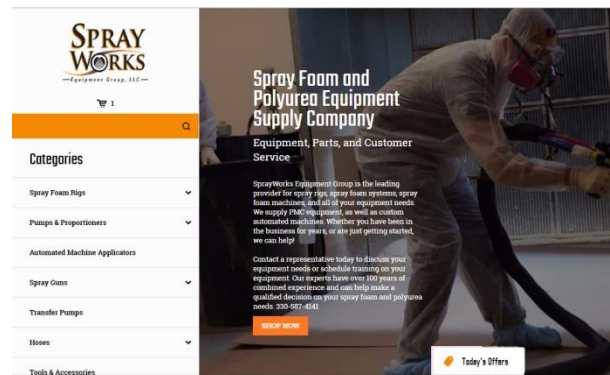 SPRAY
WORKS
Equipment Group, LLC
1
Categories
Spray Foam Rigs
Pumps & Proportioners
Automated Machine Applicators
Spray Guns
Transfer Pumps
Hoses
Tools & Accessories
Spray Foam and
Polyurea Equipment
Supply Company
Equipment, Parts, and Customer
Service
SprayWorks Equipment Group is the leading
provider for spray rigs, spray foam systems, spray
foam machines, and all of your equipment needs.
We supply PMC equipment, as well as custom
automated machines. Whether you have been in
the business for years, or are just getting started,
we can help!
Contact a representative today to discuss your
equipment needs or schedule training on your
equipment. Our experts have over 100 years of
combined experience and can help make a
qualified decision on your spray foam and polyurea
needs. 330-587-4141
SHOP NOW
Today's Offers